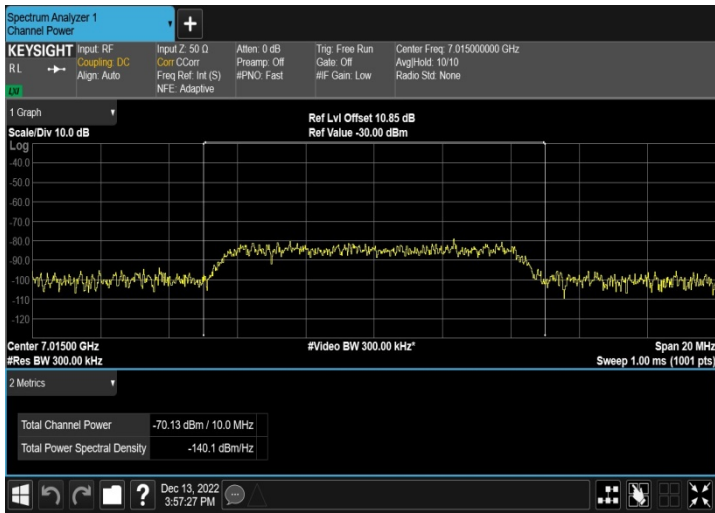 Spectrum Analyzer 1
Channel Power
KEYSIGHT
RL
LXI
Input: RF
Coupling: DC
Align: Auto
Input Z: 50 Ω
Corr CCorr
Freq Ref: Int (S)
NFE: Adaptive
Atten: 0 dB
Preamp: Off
#PNO: Fast
Trig: Free Run
Gate: Off
#IF Gain: Low
Center Freq: 7.015000000 GHz
Avg|Hold: 10/10
Radio Std: None
1 Graph
Scale/Div 10.0 dB
Ref Lvl Offset 10.85 dB
Ref Value -30.00 dBm
Log
-40.0
-50.0
-60.0
-70.0
-80.0
-90.0
-100
-110
-120
Center 7.01500 GHz
#Res BW 300.00 kHz
#Video BW 300.00 kHz*
Span 20 MHz
Sweep 1.00 ms (1001 pts)
2 Metrics
Total Channel Power -70.13 dBm / 10.0 MHz
Total Power Spectral Density -140.1 dBm/Hz
?
Dec 13, 2022
3:57:27 PM